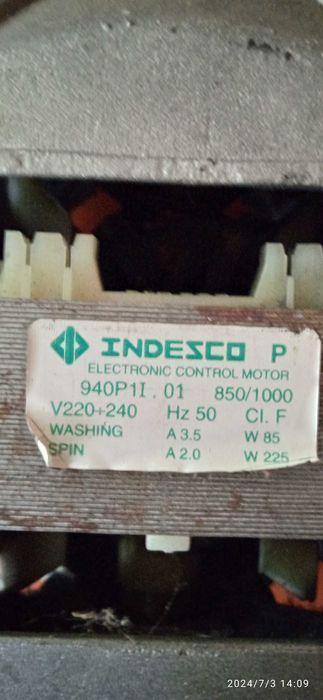 INDESCO P
ELECTRONIC CONTROL MOTOR
940P1I . 01 850/1000
V220÷240 Hz 50 Cl. F
WASHING A 3.5 W 85
SPIN A 2.0 W 225
2024/7/3 14:09